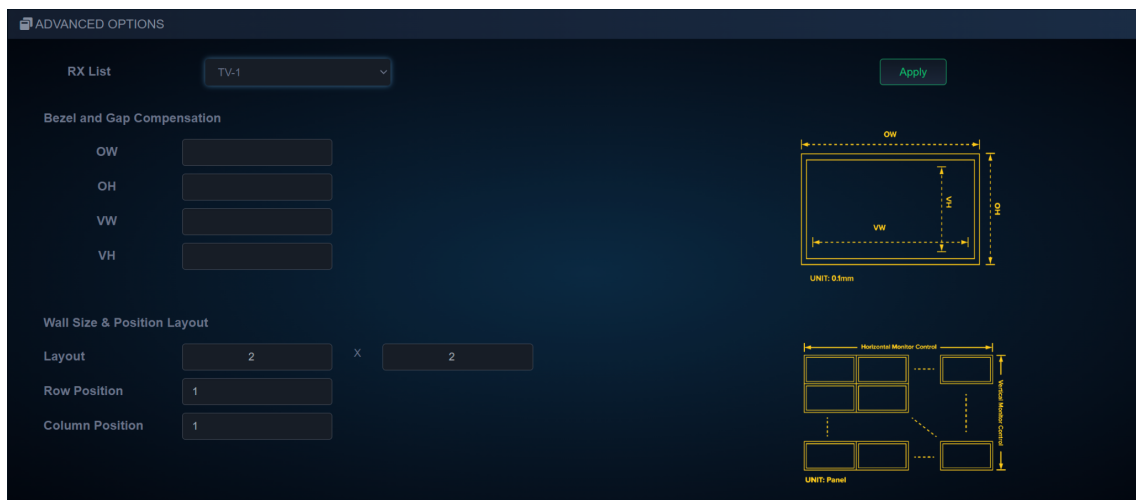 ADVANCED OPTIONS
RX List TV-1 Apply
Bezel and Gap Compensation
OW
OH
VW
VH
OW
VH
OH
VW
UNIT: 0.1mm
Wall Size & Position Layout
Layout 2 X 2
Row Position 1
Column Position 1
Horizontal Monitor Control
Vertical Monitor Control
UNIT: Panel